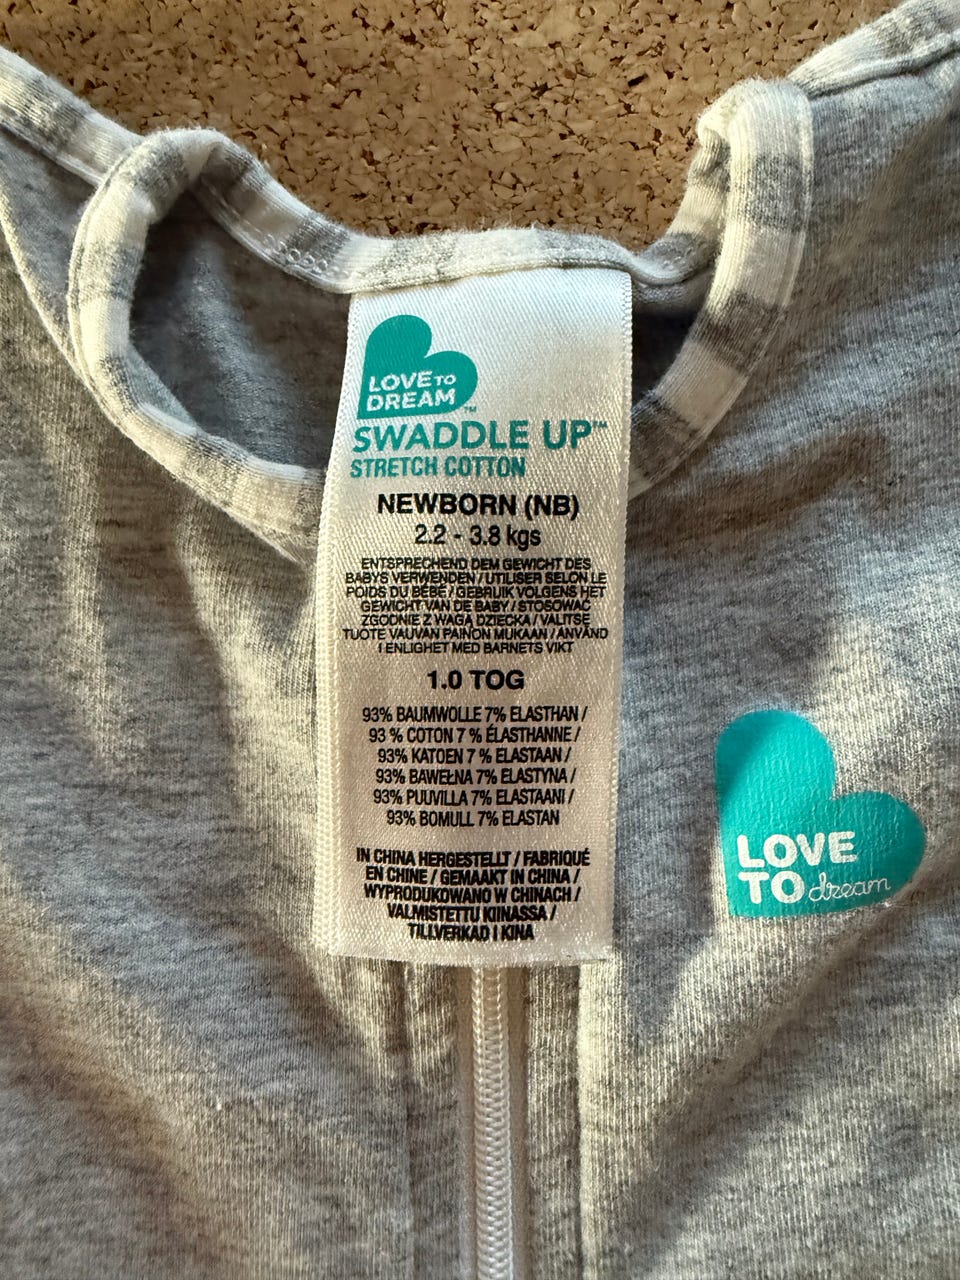 LOVE TO
DREAM™
SWADDLE UP™
STRETCH COTTON
NEWBORN (NB)
2.2 - 3.8 kgs
ENTSPRECHEND DEM GEWICHT DES
BABYS VERWENDEN / UTILISER SELON LE
POIDS DU BÉBÉ / GEBRUIK VOLGENS HET
GEWICHT VAN DE BABY / STOSOWAĆ
ZGODNIE Z WAGĄ DZIECKA / VALITSE
TUOTE VAUVAN PAINON MUKAAN / ANVÄND
I ENLIGHET MED BARNETS VIKT
1.0 TOG
93% BAUMWOLLE 7% ELASTHAN /
93 % COTON 7 % ÉLASTHANNE /
93% KATOEN 7 % ELASTAAN /
93% BAWEŁNA 7% ELASTYNA /
93% PUUVILLA 7% ELASTAANI /
93% BOMULL 7% ELASTAN
IN CHINA HERGESTELLT / FABRIQUÉ
EN CHINE / GEMAAKT IN CHINA /
WYPRODUKOWANO W CHINACH /
VALMISTETTU KIINASSA /
TILLVERKAD I KINA
LOVE
TO dream